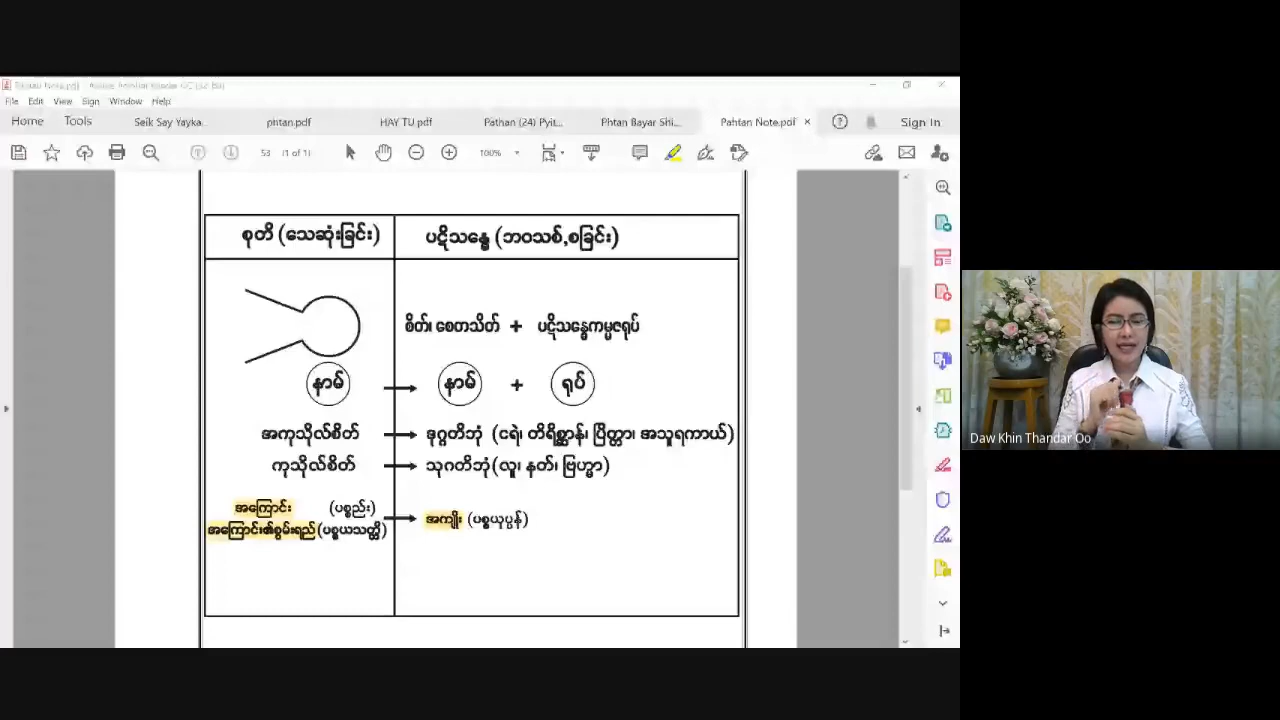 File Edit View Sign Window Help
Home Tools Seik Say Yayka... phtan.pdf HAY TU.pdf Pathan (24) Pyit... Phtan Bayar Shi... Pahtan Note.pdf × Sign In
53 (1 of 1) 100%
စုတိ (သေဆုံးခြင်း) ပဋိသန္ဓေ (ဘဝသစ်,စခြင်း)
စိတ်၊ စေတသိတ် + ပဋိသန္ဓေကမ္မဇရုပ်
နာမ် → နာမ် + ရုပ်
အကုသိုလ်စိတ် → ဒုဂ္ဂတိဘုံ (ငရဲ၊ တိရိစ္ဆာန်၊ ပြိတ္တာ၊ အသူရကာယ်)
ကုသိုလ်စိတ် → သုဂတိဘုံ(လူ၊ နတ်၊ ဗြဟ္မာ)
အကြောင်း (ပစ္စည်း)
အကြောင်း၏စွမ်းရည်(ပစ္စယသတ္တိ) → အကျိုး (ပစ္စယုပ္ပန်)
Daw Khin Thandar Oo